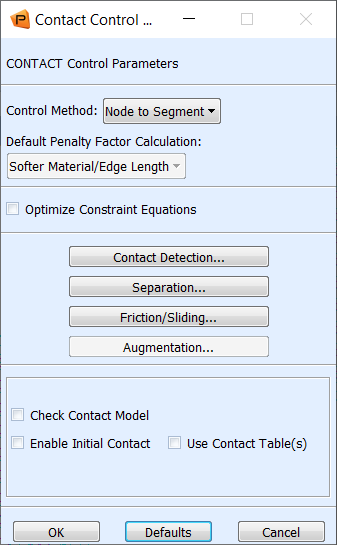 Contact Control ...
CONTACT Control Parameters
Control Method: Node to Segment
Default Penalty Factor Calculation:
Softer Material/Edge Length
Optimize Constraint Equations
Contact Detection...
Separation...
Friction/Sliding...
Augmentation...
Check Contact Model
Enable Initial Contact Use Contact Table(s)
OK Defaults Cancel